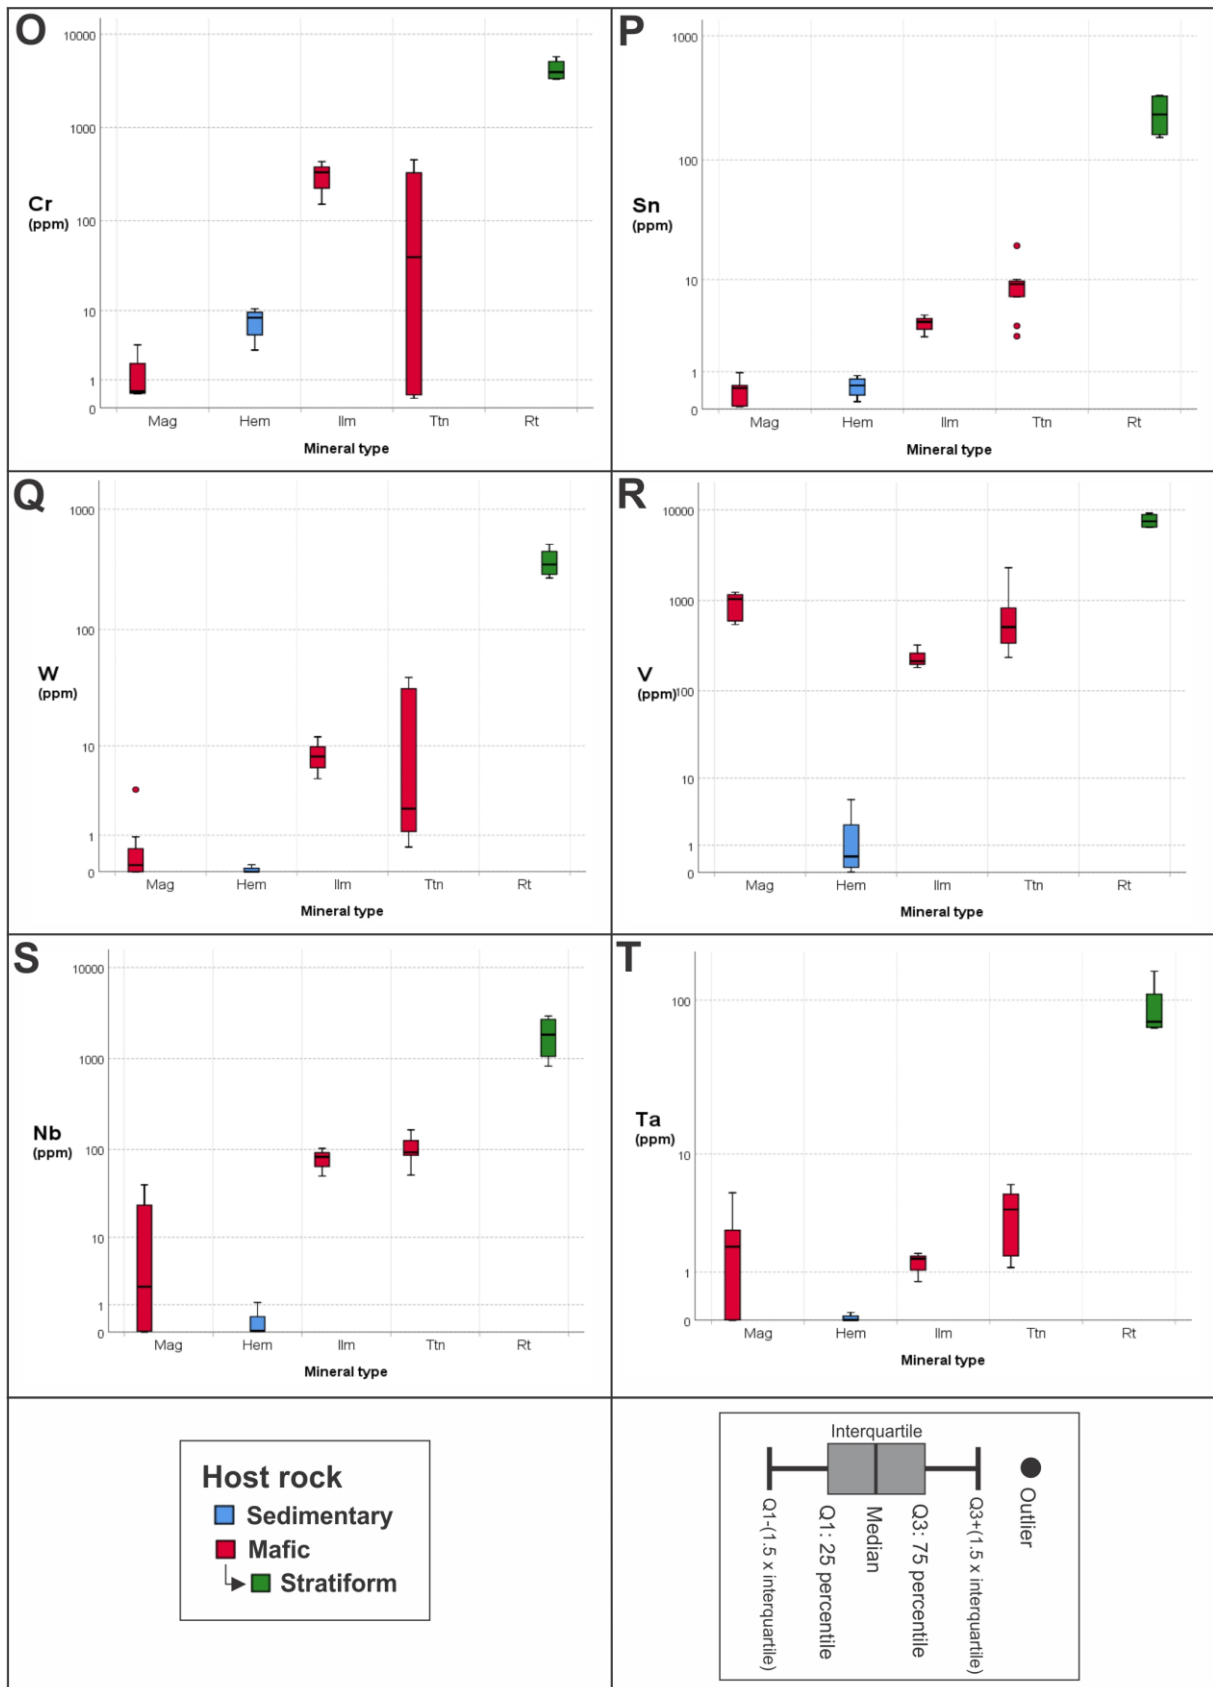 O
10000
1000
Cr
(ppm)
100
10
1
0
Mag Hem Ilm Ttn Rt
Mineral type
P
1000
100
Sn
(ppm)
10
1
0
Mag Hem Ilm Ttn Rt
Mineral type
Q
1000
100
W
(ppm)
10
1
0
Mag Hem Ilm Ttn Rt
Mineral type
R
10000
1000
V
(ppm)
100
10
1
0
Mag Hem Ilm Ttn Rt
Mineral type
S
10000
1000
Nb
(ppm)
100
10
1
0
Mag Hem Ilm Ttn Rt
Mineral type
T
100
Ta
(ppm)
10
1
0
Mag Hem Ilm Ttn Rt
Mineral type
Host rock
Sedimentary
Mafic
Stratiform
Interquartile
Q1-(1.5 x interquartile)
Q1: 25 percentile
Median
Q3: 75 percentile
Q3+(1.5 x interquartile)
Outlier